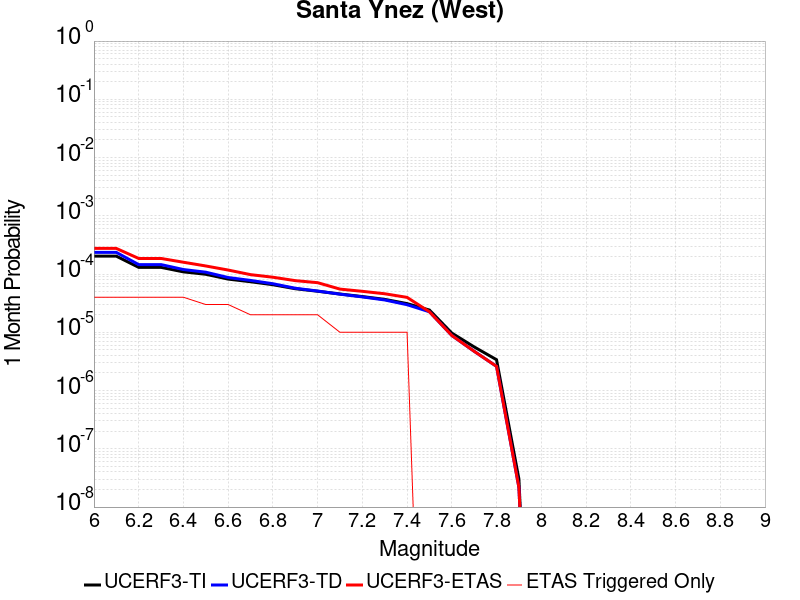 Santa Ynez (West)
10^0
10^-1
10^-2
10^-3
10^-4
10^-5
10^-6
10^-7
10^-8
1 Month Probability
6 6.2 6.4 6.6 6.8 7 7.2 7.4 7.6 7.8 8 8.2 8.4 8.6 8.8 9
Magnitude
UCERF3-TI UCERF3-TD UCERF3-ETAS ETAS Triggered Only